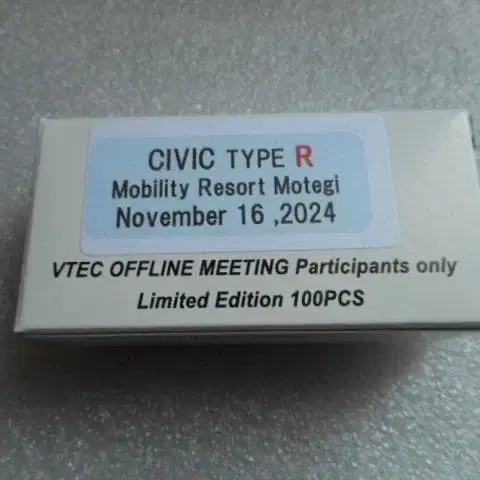 CIVIC TYPE R
Mobility Resort Motegi
November 16 ,2024
VTEC OFFLINE MEETING Participants only
Limited Edition 100PCS